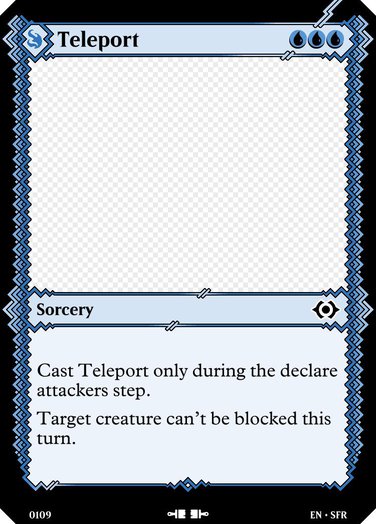 Teleport
Sorcery
Cast Teleport only during the declare
attackers step.
Target creature can't be blocked this
turn.
0109
EN • SFR